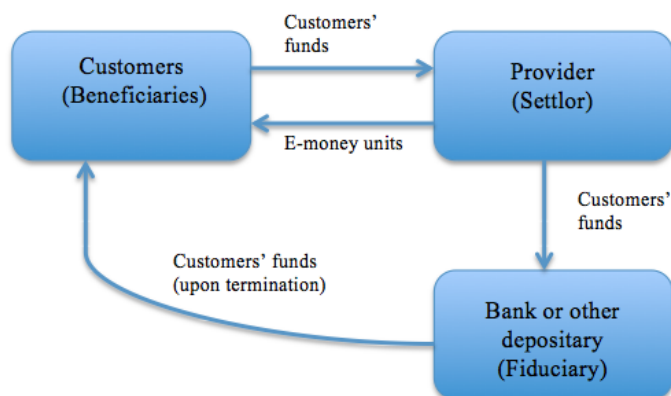 Customers’
funds
Customers
(Beneficiaries)
Provider
(Settlor)
E-money units
Customers’
funds
Customers’ funds
(upon termination)
Bank or other
depositary
(Fiduciary)